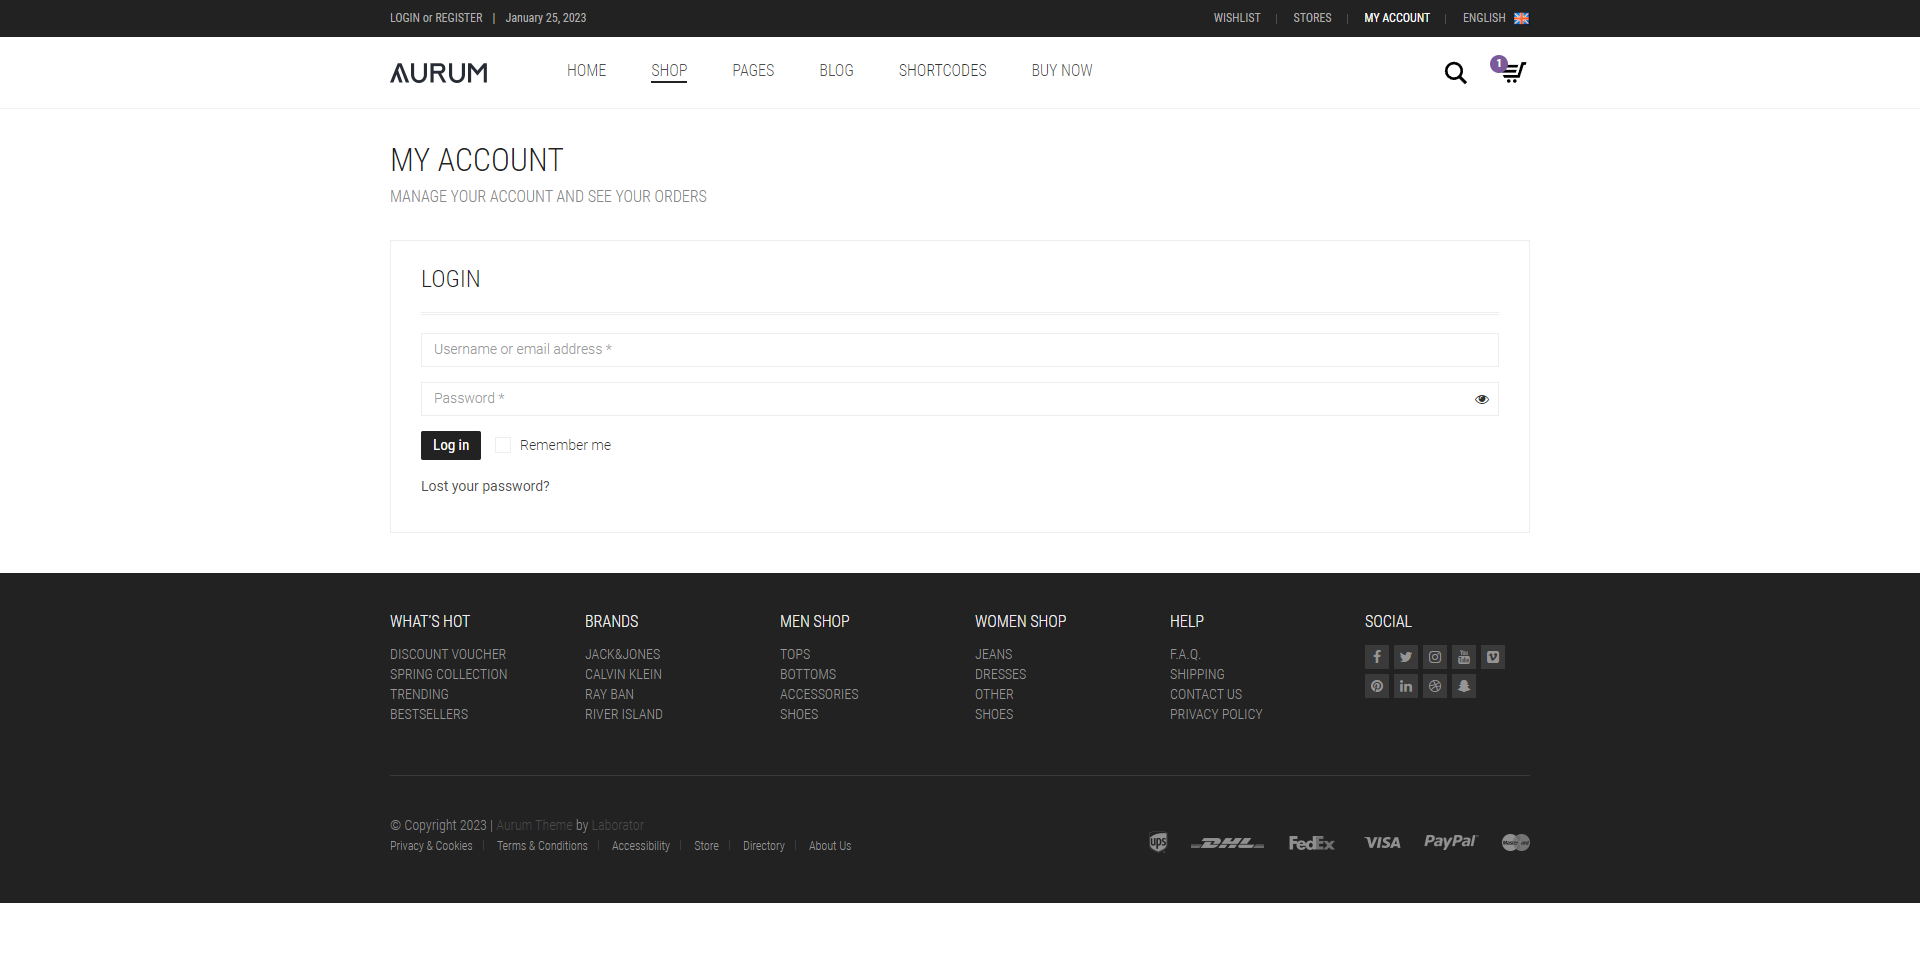 LOGIN or REGISTER | January 25, 2023
WISHLIST | STORES | MY ACCOUNT | ENGLISH
AURUM
HOME SHOP PAGES BLOG SHORTCODES BUY NOW
1
MY ACCOUNT
MANAGE YOUR ACCOUNT AND SEE YOUR ORDERS
LOGIN
Username or email address *
Password *
Log in Remember me
Lost your password?
WHAT'S HOT
DISCOUNT VOUCHER
SPRING COLLECTION
TRENDING
BESTSELLERS
BRANDS
JACK&JONES
CALVIN KLEIN
RAY BAN
RIVER ISLAND
MEN SHOP
TOPS
BOTTOMS
ACCESSORIES
SHOES
WOMEN SHOP
JEANS
DRESSES
OTHER
SHOES
HELP
F.A.Q.
SHIPPING
CONTACT US
PRIVACY POLICY
SOCIAL
© Copyright 2023 | Aurum Theme by Laborator
Privacy & Cookies | Terms & Conditions | Accessibility | Store | Directory | About Us
ups DHL FedEx VISA PayPal MasterCard